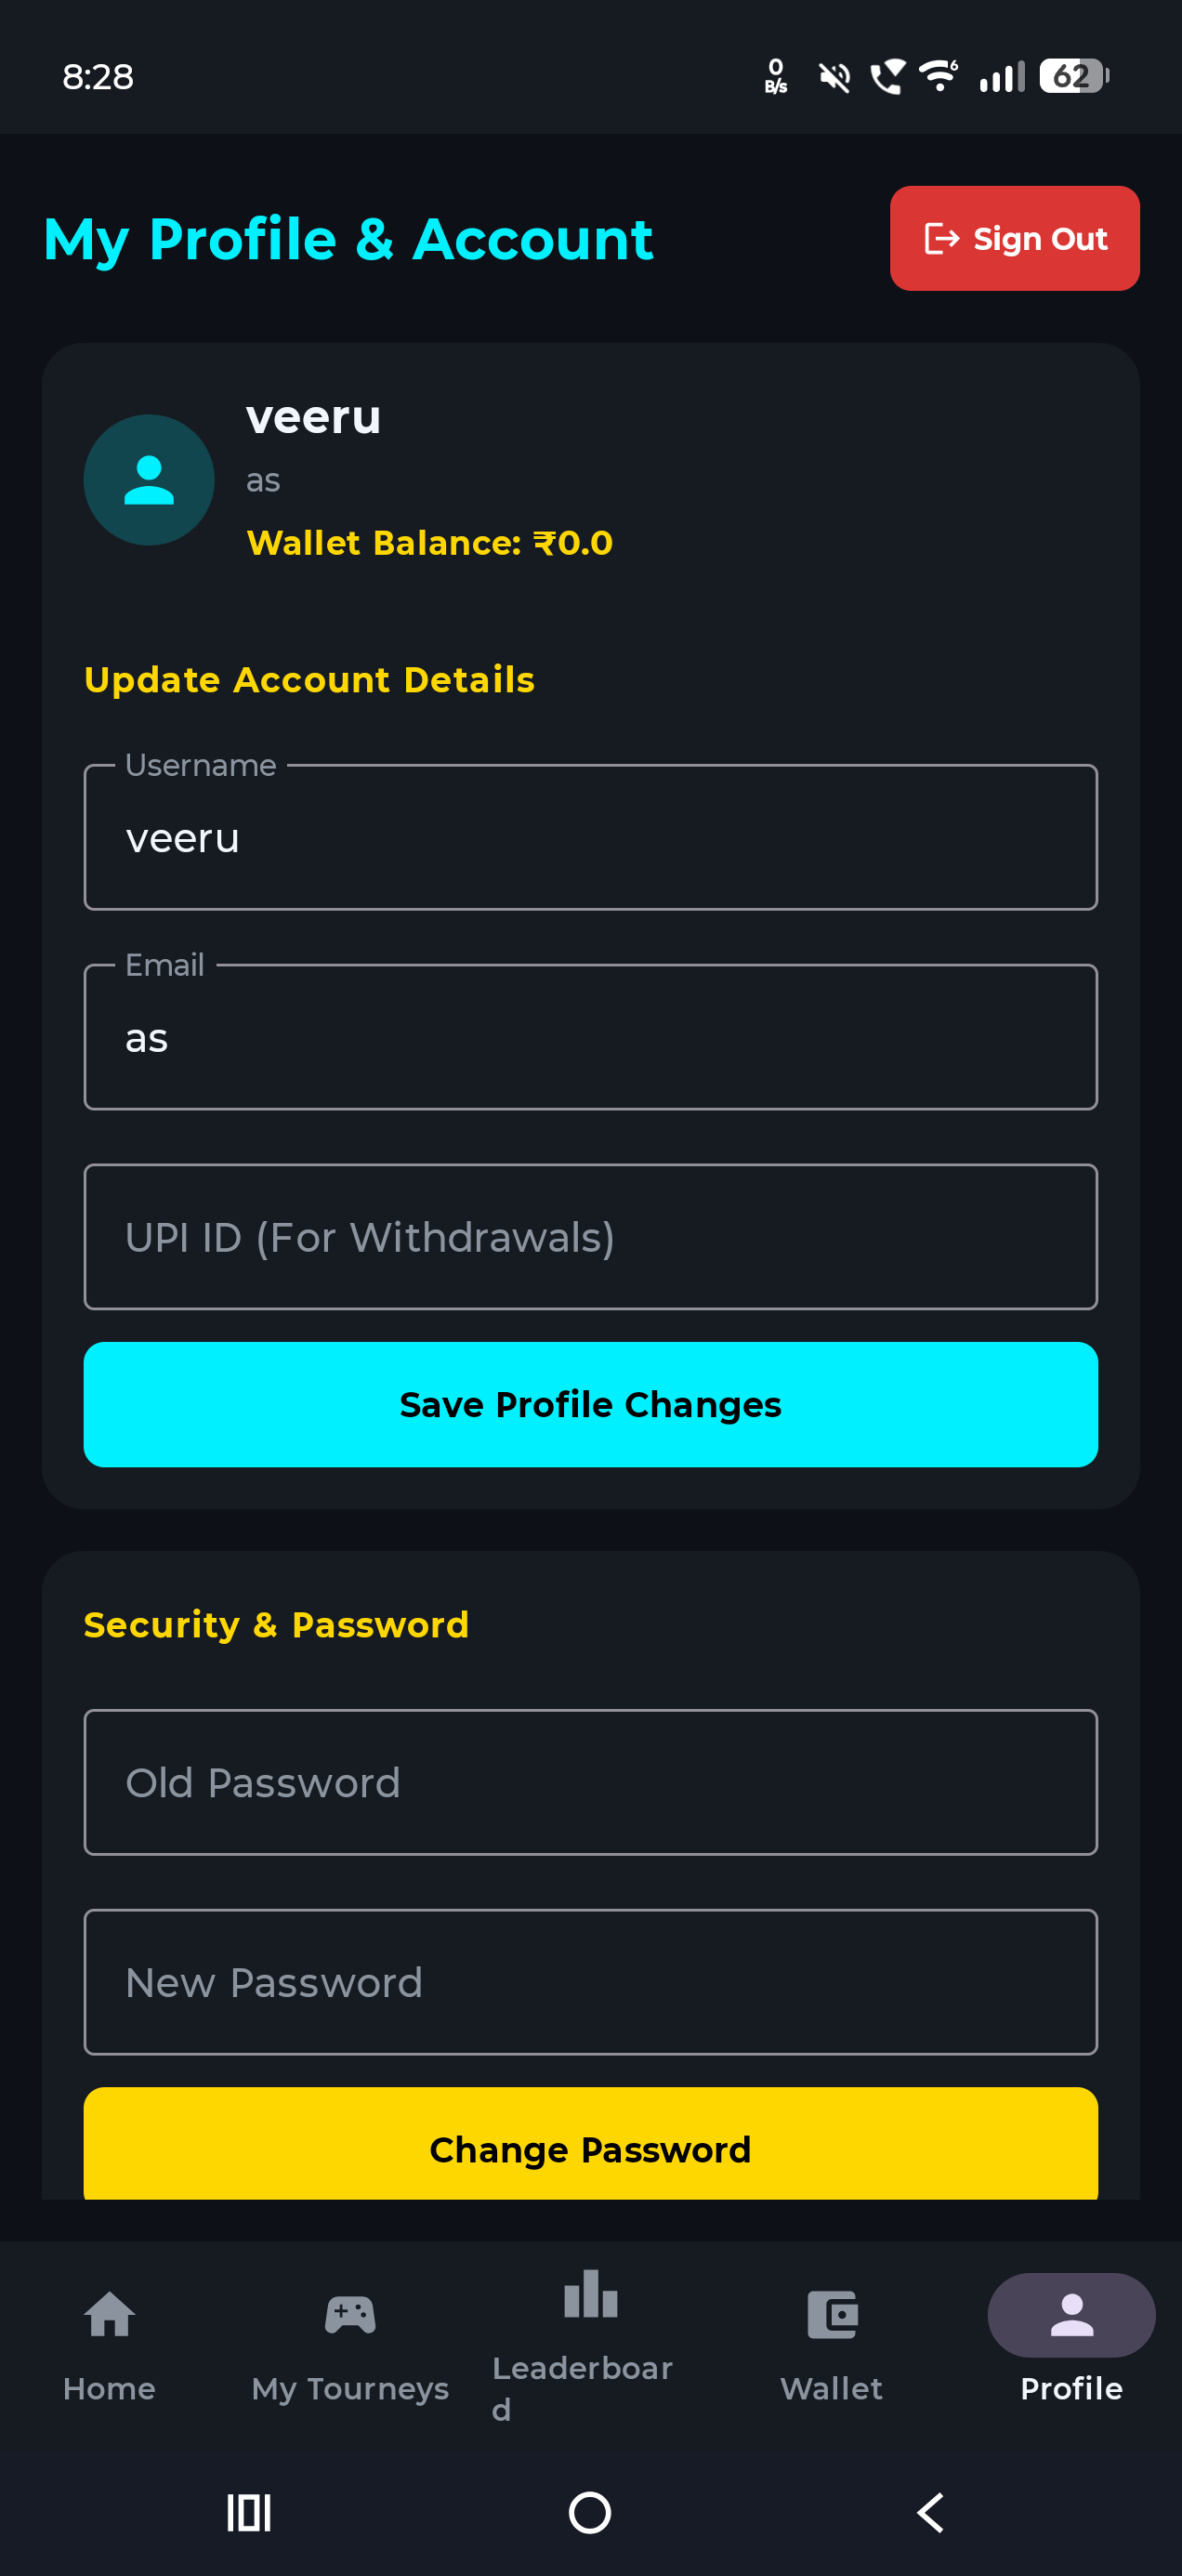 8:28
0
B/s
6
62
My Profile & Account
Sign Out
veeru
as
Wallet Balance: ₹0.0
Update Account Details
Username
veeru
Email
as
UPI ID (For Withdrawals)
Save Profile Changes
Security & Password
Old Password
New Password
Change Password
Home
My Tourneys
Leaderboar
d
Wallet
Profile